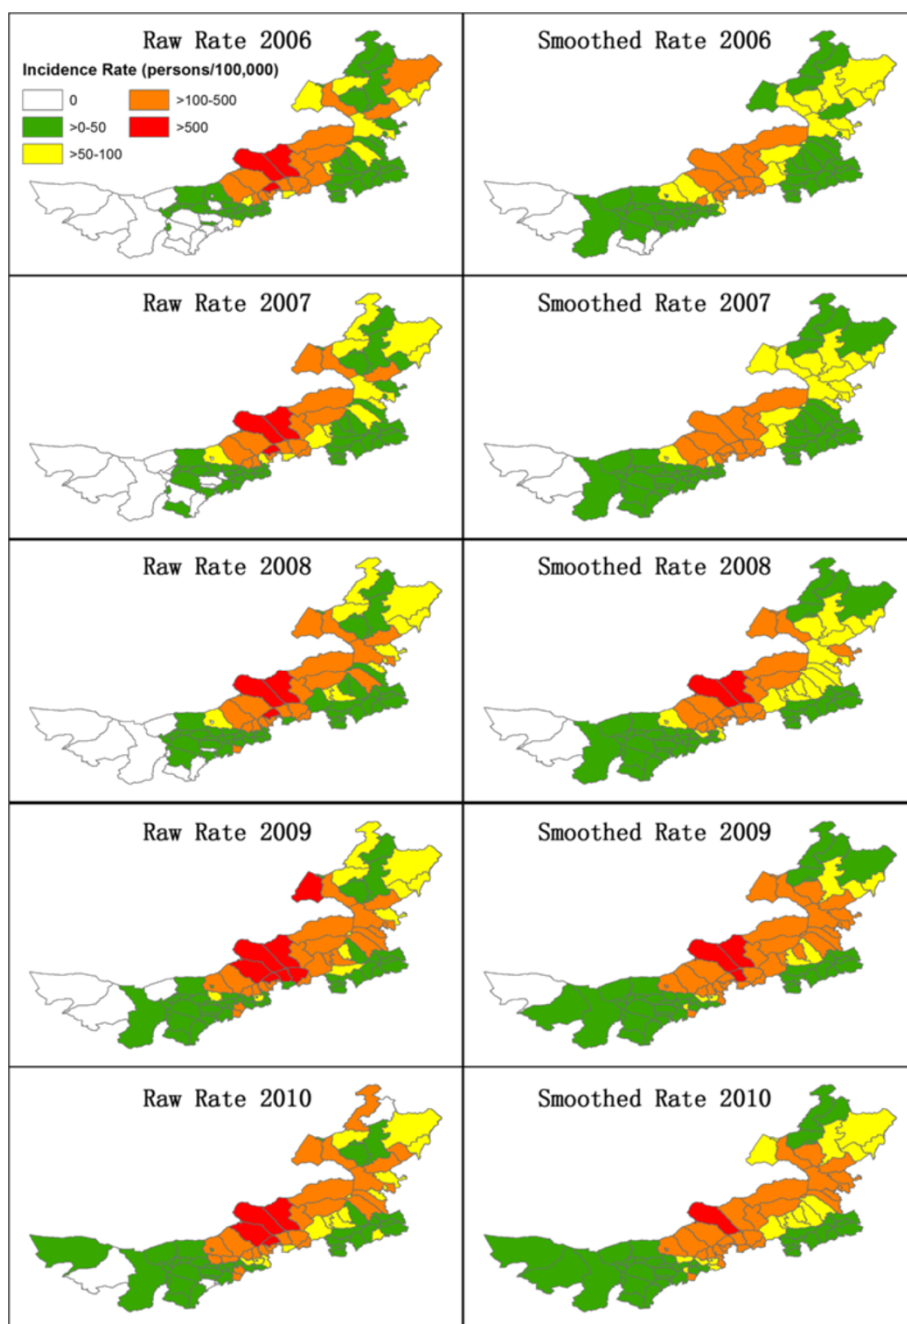 Raw Rate 2006
Smoothed Rate 2006
Incidence Rate (persons/100,000)
0
>100-500
>0-50
>500
>50-100
Raw Rate 2007
Smoothed Rate 2007
Raw Rate 2008
Smoothed Rate 2008
Raw Rate 2009
Smoothed Rate 2009
Raw Rate 2010
Smoothed Rate 2010